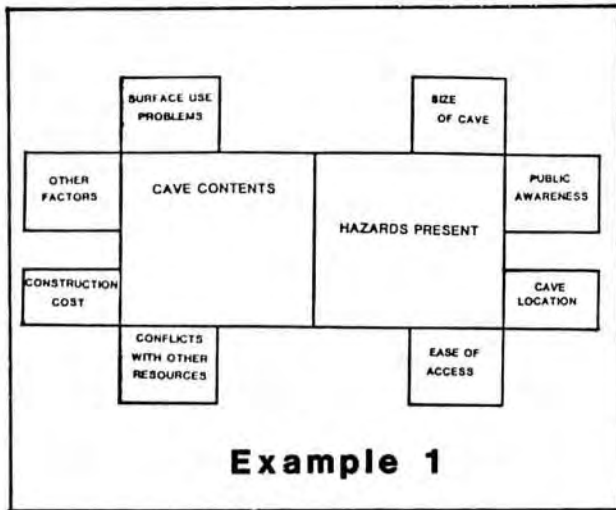 SURFACE USE
PROBLEMS
SIZE
OF CAVE
OTHER
FACTORS
CAVE CONTENTS
PUBLIC
AWARENESS
HAZARDS PRESENT
CONSTRUCTION
COST
CAVE
LOCATION
CONFLICTS
WITH OTHER
RESOURCES
EASE OF
ACCESS
Example 1